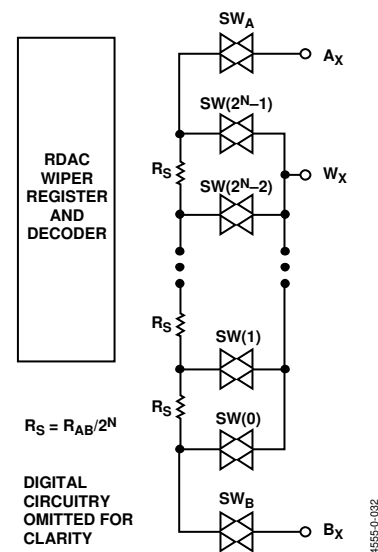 SWA
AX
SW(2N–1)
RDAC
WIPER
REGISTER
AND
DECODER
RS
WX
SW(2N–2)
RS
SW(1)
RS
RS = RAB/2N
SW(0)
DIGITAL
CIRCUITRY
OMITTED FOR
CLARITY
SWB
BX
4555-0-032